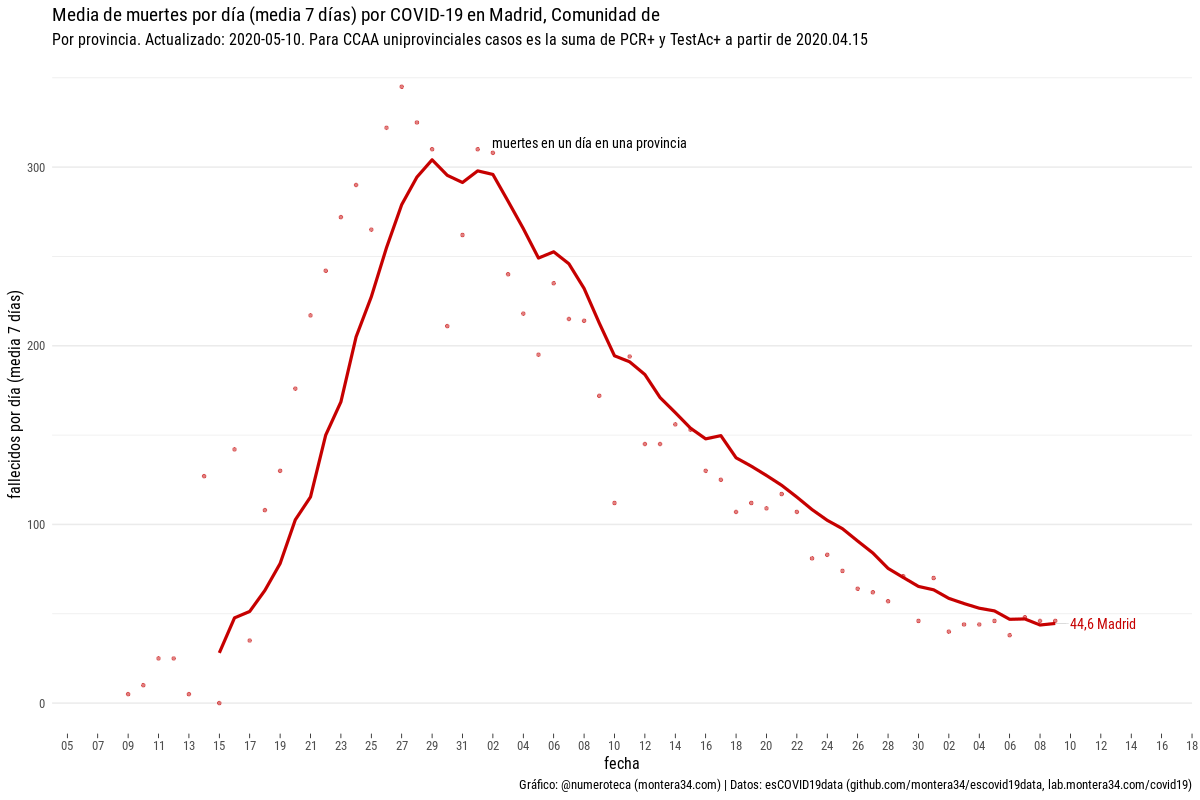 Media de muertes por día (media 7 días) por COVID-19 en Madrid, Comunidad de
Por provincia. Actualizado: 2020-05-10. Para CCAA uniprovinciales casos es la suma de PCR+ y TestAc+ a partir de 2020.04.15
muertes en un día en una provincia
300
200
100
0
fallecidos por día (media 7 días)
44,6 Madrid
05 07 09 11 13 15 17 19 21 23 25 27 29 31 02 04 06 08 10 12 14 16 18 20 22 24 26 28 30 02 04 06 08 10 12 14 16 18
fecha
Gráfico: @numeroteca (montera34.com) | Datos: esCOVID19data (github.com/montera34/escovid19data, lab.montera34.com/covid19)